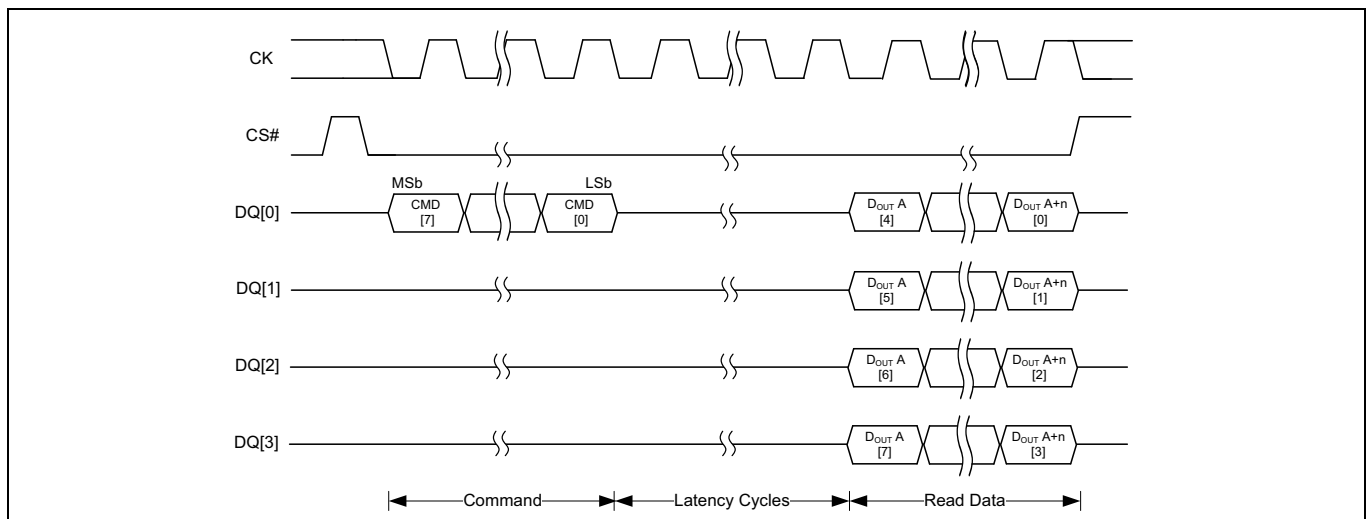 CK
CS#
MSb LSb
DQ[0] CMD [7] CMD [0] DOUT A [4] DOUT A+n [0]
DQ[1] DOUT A [5] DOUT A+n [1]
DQ[2] DOUT A [6] DOUT A+n [2]
DQ[3] DOUT A [7] DOUT A+n [3]
Command Latency Cycles Read Data